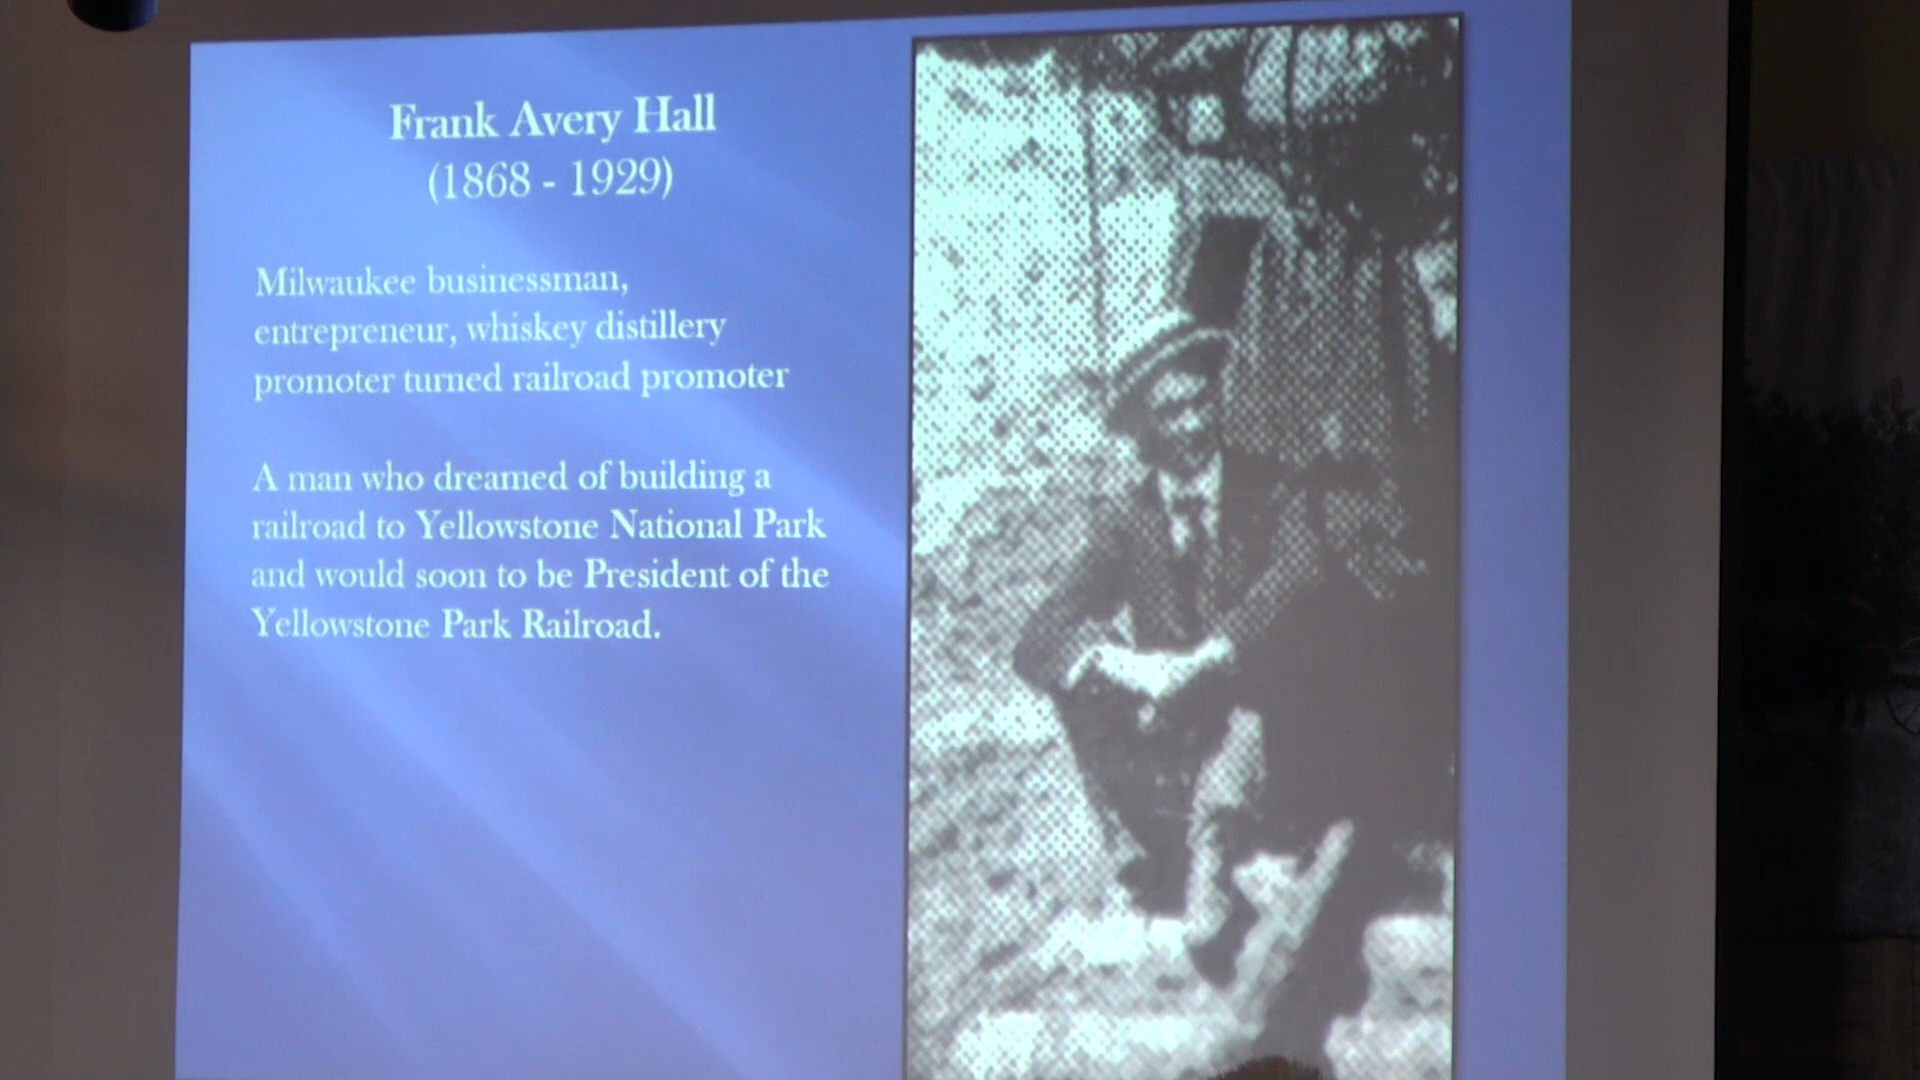 Frank Avery Hall
(1868 - 1929)
Milwaukee businessman,
entrepreneur, whiskey distillery
promoter turned railroad promoter
A man who dreamed of building a
railroad to Yellowstone National Park
and would soon to be President of the
Yellowstone Park Railroad.